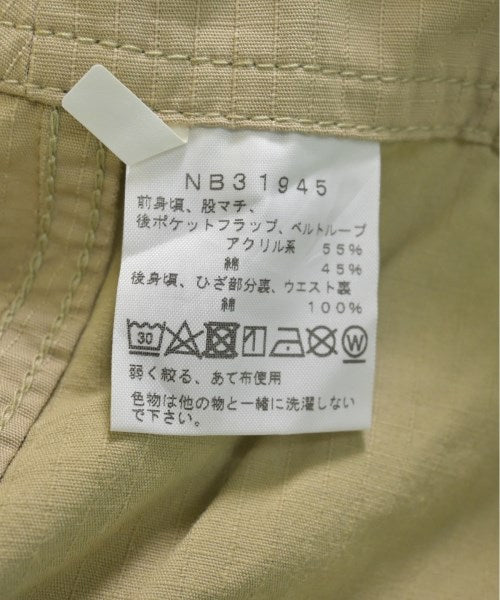 NB31945
前身頃、股マチ、
後ポケットフラップ、ベルトループ
アクリル系 55%
綿 45%
後身頃、ひざ部分裏、ウエスト裏
綿 100%
30 W
弱く絞る、あて布使用
色物は他の物と一緒に洗濯しない
で下さい。